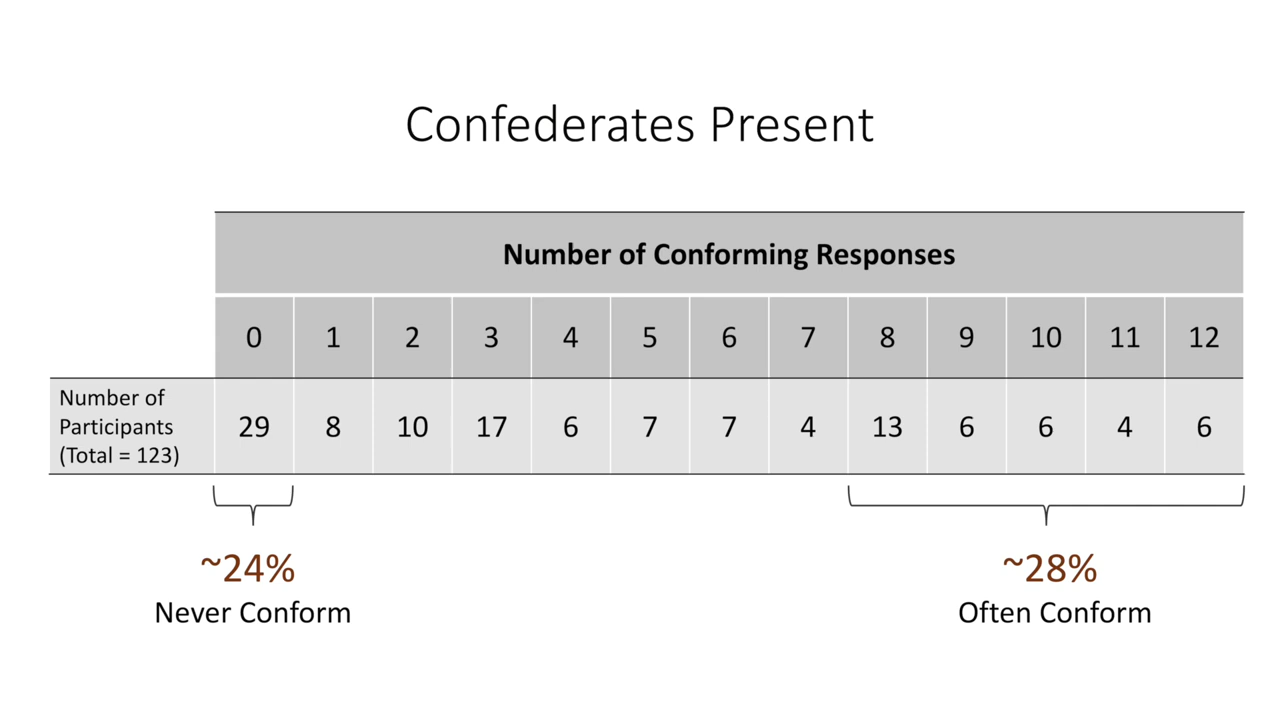 Confederates Present
Number of Conforming Responses
0 1 2 3 4 5 6 7 8 9 10 11 12
Number of
Participants
(Total = 123)
29 8 10 17 6 7 7 4 13 6 6 4 6
~24%
Never Conform
~28%
Often Conform